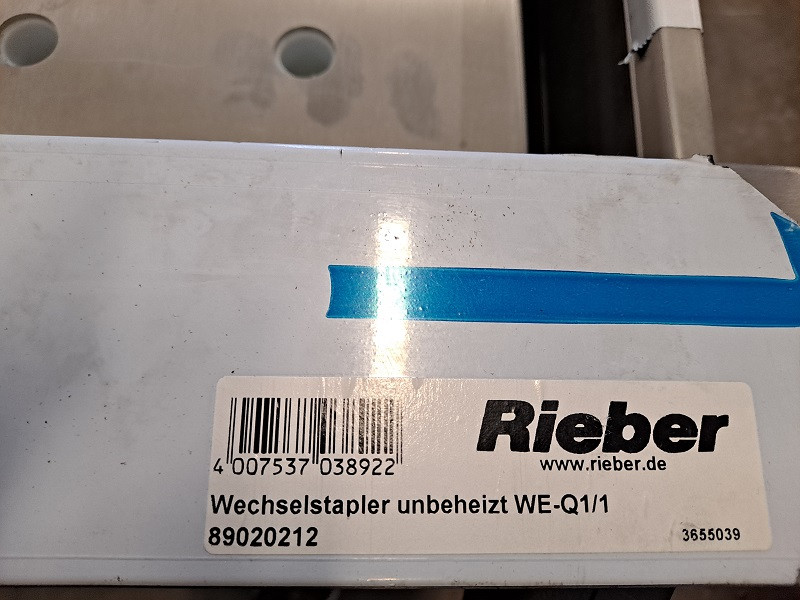 4 007537 038922
Rieber
www.rieber.de
Wechselstapler unbeheizt WE-Q1/1
89020212
3655039